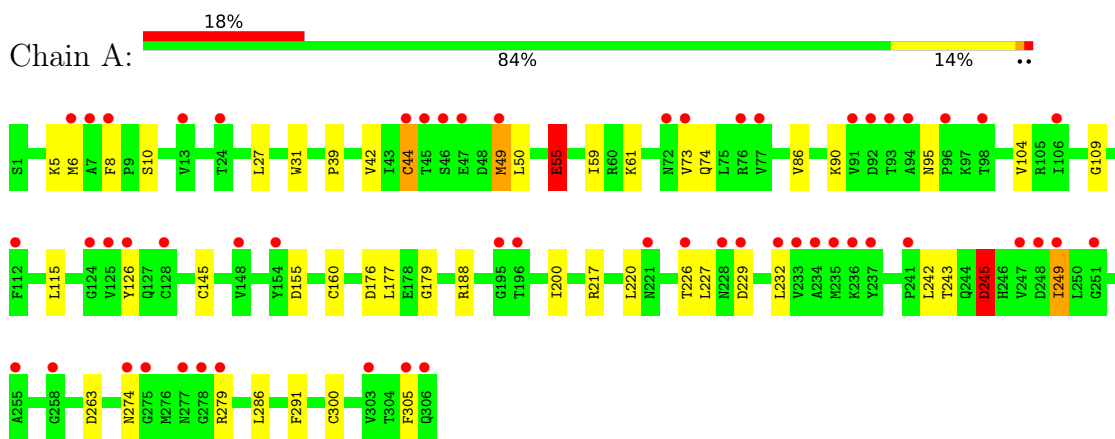 18%
Chain A:
84% 14% ••
S1 K5 M6 A7 F8 P9 S10 V13 T24 L27 W31 P39 V42 I43 C44 T45 S46 E47 D48 M49 L50 E55 I59 R60 K61 N72 V73 Q74 L75 R76 V77 V86 K90 V91 D92 T93 A94 N95 P96 K97 T98 V104 R105 I106 G109
F112 L115 G124 V125 Y126 Q127 C128 C145 V148 Y154 D155 C160 D176 L177 E178 G179 R188 G195 T196 I200 R217 L220 N221 T226 L227 N228 D229 L232 V233 A234 M235 K236 Y237 P241 L242 T243 Q244 D245 H246 V247 D248 I249 L250 G251
A255 G258 D263 N274 G275 M276 N277 G278 R279 L286 F291 C300 V303 T304 F305 Q306